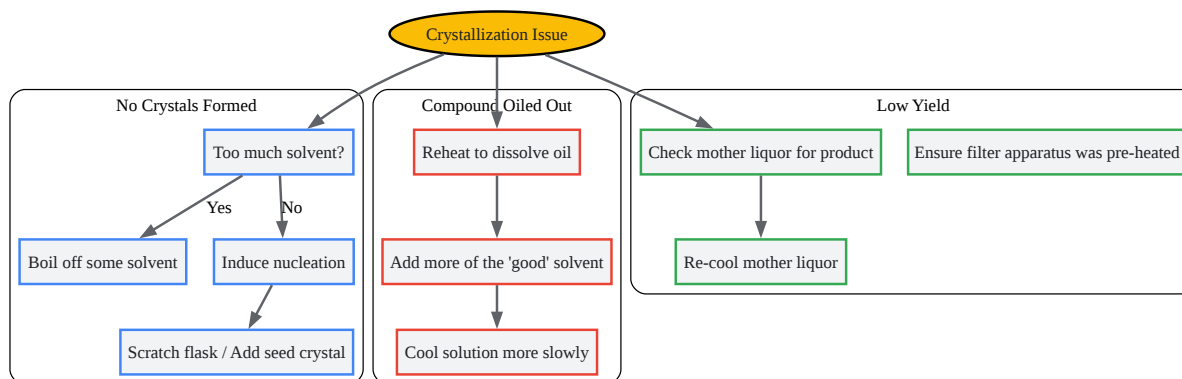 Crystallization Issue
No Crystals Formed
Compound Oiled Out
Low Yield
Too much solvent?
Reheat to dissolve oil
Check mother liquor for product
Ensure filter apparatus was pre-heated
Yes
No
Boil off some solvent
Induce nucleation
Add more of the 'good' solvent
Re-cool mother liquor
Scratch flask / Add seed crystal
Cool solution more slowly